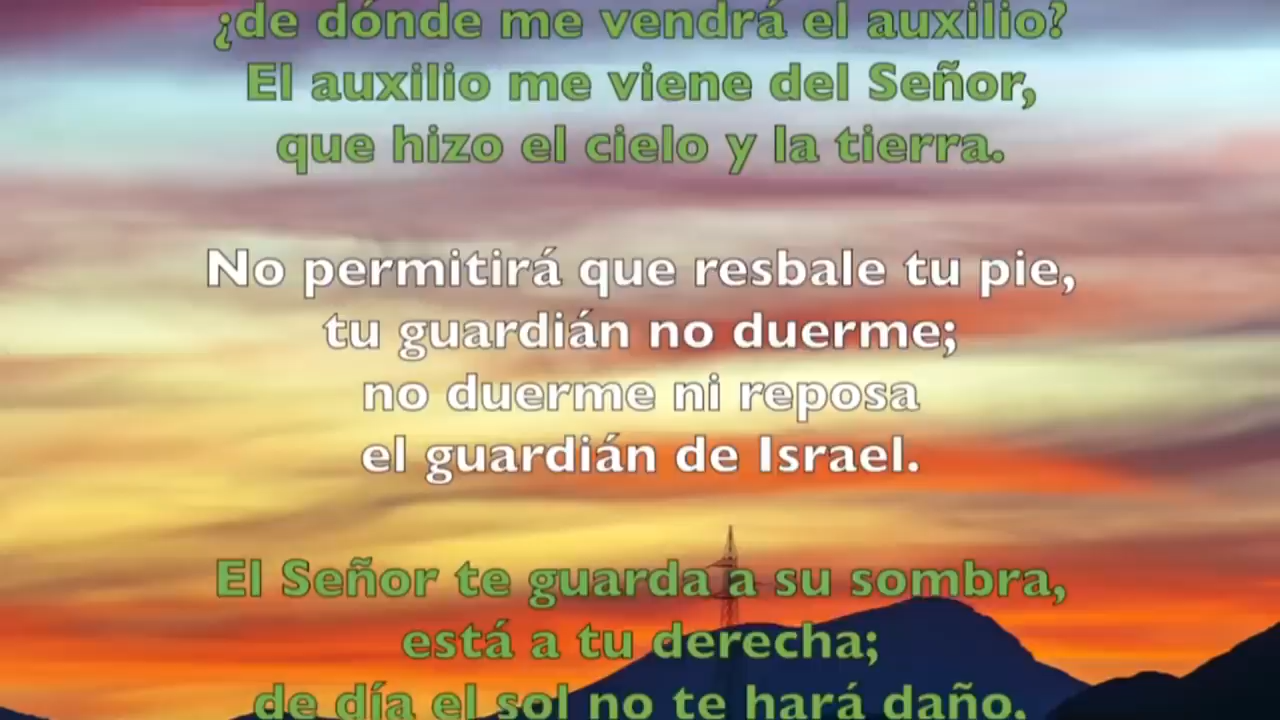 ¿de dónde me vendrá el auxilio?
El auxilio me viene del Señor,
que hizo el cielo y la tierra.
No permitirá que resbale tu pie,
tu guardián no duerme;
no duerme ni reposa
el guardián de Israel.
El Señor te guarda a su sombra,
está a tu derecha;
de día el sol no te hará daño,